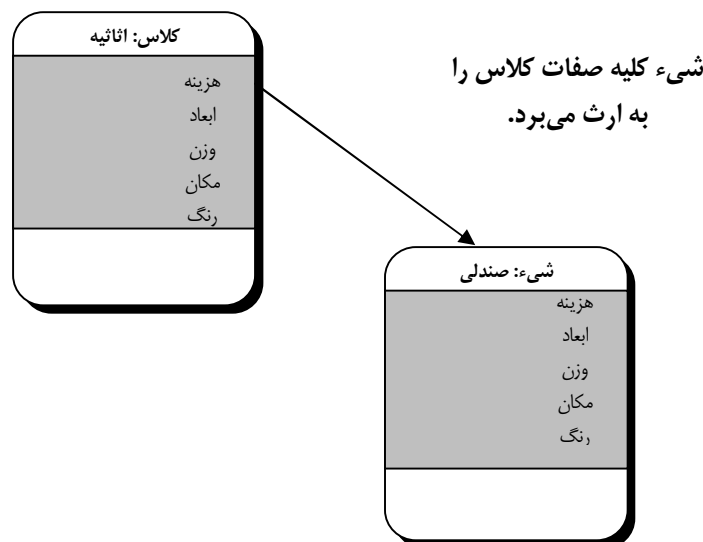 کلاس: اثاثیه
هزینه
ابعاد
وزن
مکان
رنگ
شیء کلیه صفات کلاس را
به ارث می‌برد.
شیء: صندلی
هزینه
ابعاد
وزن
مکان
رنگ